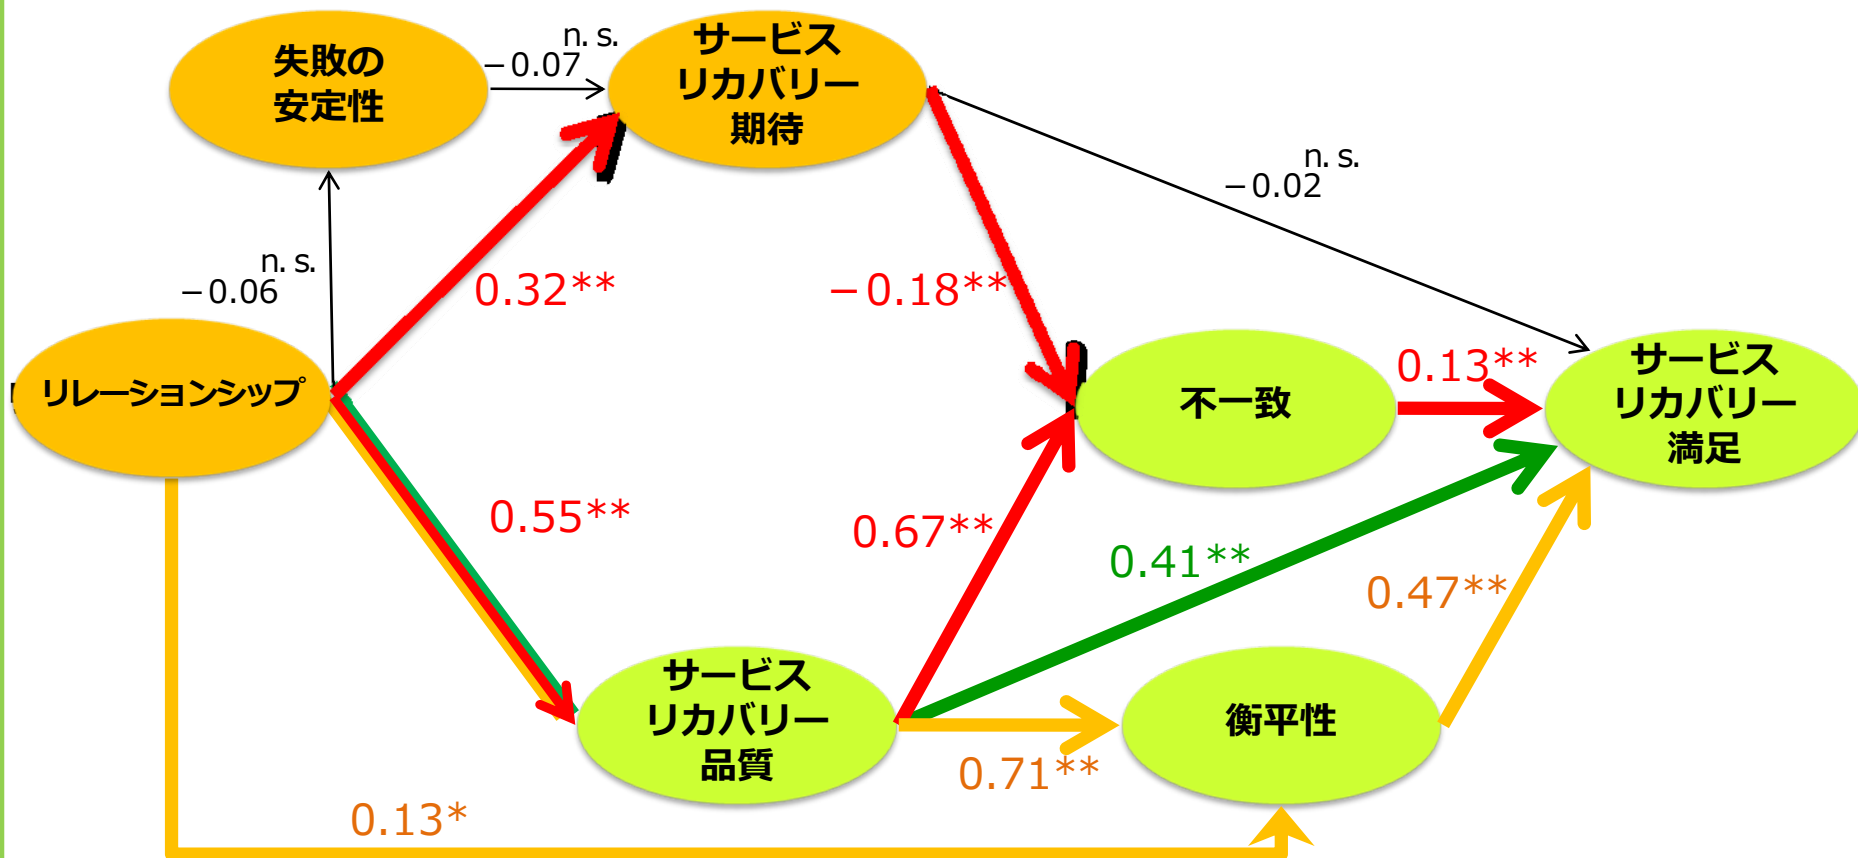 失敗の
安定性
n.s.
−0.07
サービス
リカバリー
期待
n.s.
−0.02
n.s.
−0.06
0.32**
−0.18**
リレーションシップ
不一致
0.13**
サービス
リカバリー
満足
0.55**
0.67**
0.41**
0.47**
サービス
リカバリー
品質
衡平性
0.71**
0.13*